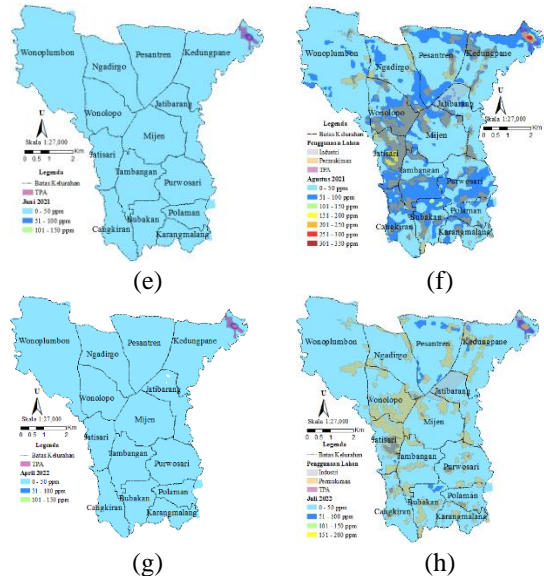 Wonoplumbon
Ngadirgo
Pesantren
Kedungpane
Jatibarang
Wonolopo
Mijen
Jatisari
Tambangan
Purwosari
Bubakan
Polaman
Cangkiran
Karangmalang
U
Skala 1:27,000
0 0.5 1 2 Km
Legenda
Batas Kelurahan
TPA
Juni 2021
0 - 50 ppm
51 - 100 ppm
101 - 150 ppm
(e)
Wonoplumbon
Ngadirgo
Pesantren
Kedungpane
Jatibarang
Wonolopo
Mijen
Jatisari
Tambangan
Purwosari
Bubakan
Polaman
Cangkiran
Karangmalang
U
Skala 1:27,000
0 0.5 1 2 Km
Legenda
Batas Kelurahan
Penggunaan Lahan
Industri
Permukiman
TPA
Agustus 2021
0 - 50 ppm
51 - 100 ppm
101 - 150 ppm
151 - 200 ppm
201 - 250 ppm
251 - 300 ppm
301 - 350 ppm
(f)
Wonoplumbon
Ngadirgo
Pesantren
Kedungpane
Jatibarang
Wonolopo
Mijen
Jatisari
Tambangan
Purwosari
Bubakan
Polaman
Cangkiran
Karangmalang
U
Skala 1:27,000
0 0.5 1 2 Km
Legenda
Batas Kelurahan
TPA
April 2022
0 - 50 ppm
51 - 100 ppm
101 - 150 ppm
(g)
Wonoplumbon
Ngadirgo
Pesantren
Kedungpane
Jatibarang
Wonolopo
Mijen
Jatisari
Tambangan
Purwosari
Bubakan
Polaman
Cangkiran
Karangmalang
U
Skala 1:27,000
0 0.5 1 2 Km
Legenda
Batas Kelurahan
Penggunaan Lahan
Industri
Permukiman
TPA
Juli 2022
0 - 50 ppm
51 - 100 ppm
101 - 150 ppm
151 - 200 ppm
(h)